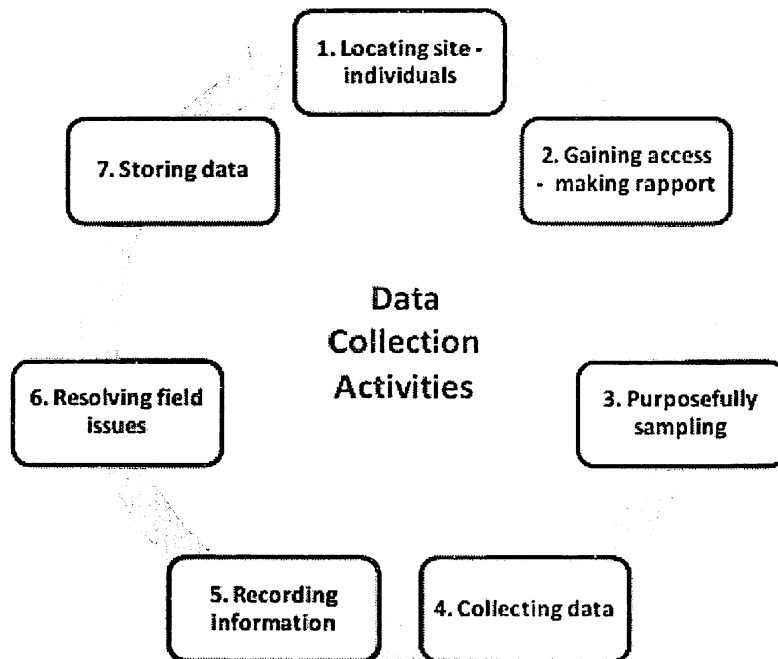 1. Locating site -
individuals
2. Gaining access
- making rapport
3. Purposefully
sampling
4. Collecting data
5. Recording
information
6. Resolving field
issues
7. Storing data
Data
Collection
Activities